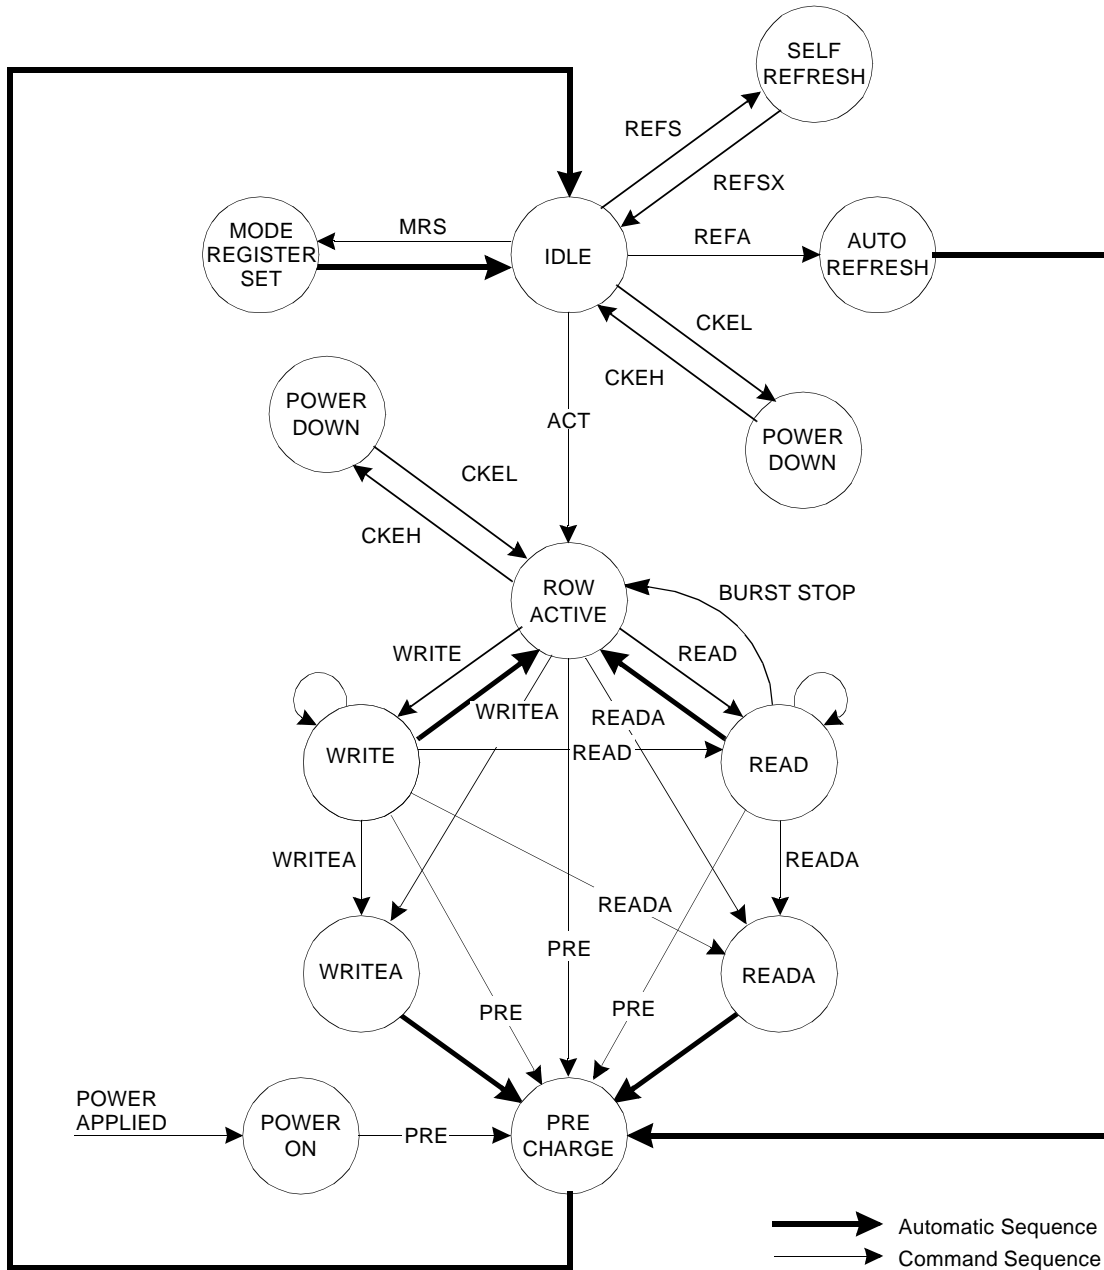 SELF
REFRESH
REFS
REFSX
MODE
REGISTER
SET
MRS
IDLE
REFA
AUTO
REFRESH
CKEL
CKEH
POWER
DOWN
ACT
POWER
DOWN
CKEL
CKEH
ROW
ACTIVE
BURST STOP
WRITE
READ
WRITEA
READA
WRITE
READ
READ
WRITEA
READA
READA
WRITEA
PRE
READA
PRE
PRE
POWER
APPLIED
POWER
ON
PRE
PRE
CHARGE
Automatic Sequence
Command Sequence